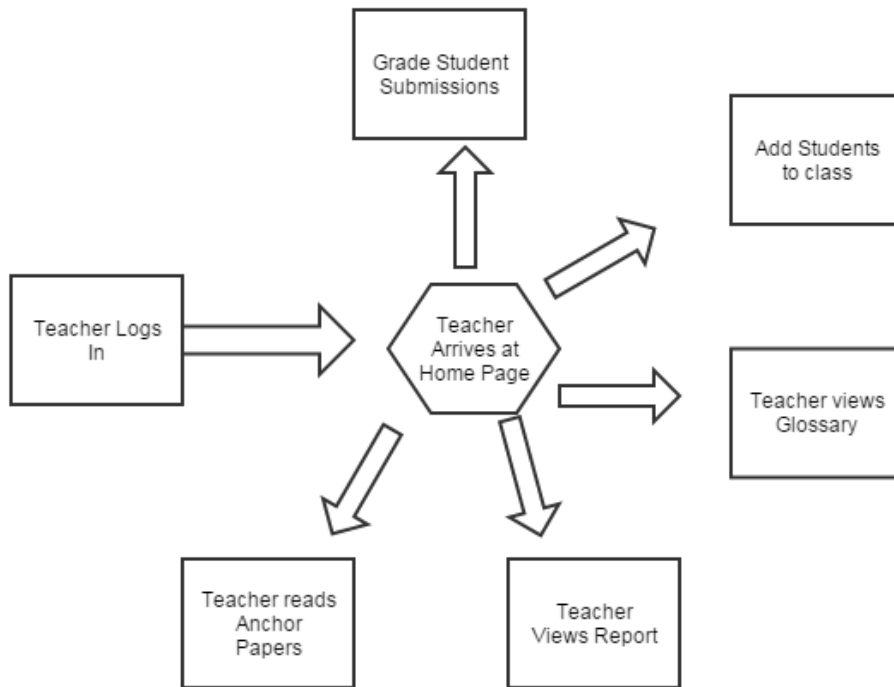 Grade Student
Submissions
Add Students
to class
Teacher Logs
In
Teacher
Arrives at
Home Page
Teacher views
Glossary
Teacher reads
Anchor
Papers
Teacher
Views Report